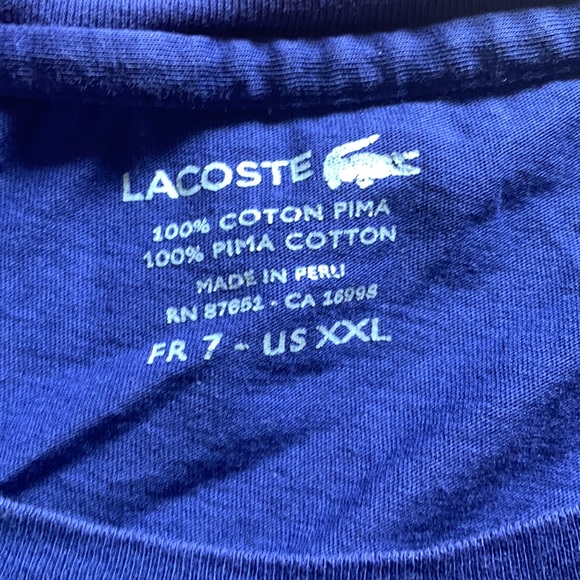 LACOSTE
100% COTON PIMA
100% PIMA COTTON
MADE IN PERU
RN 87651 - CA 16998
FR 7 - US XXL